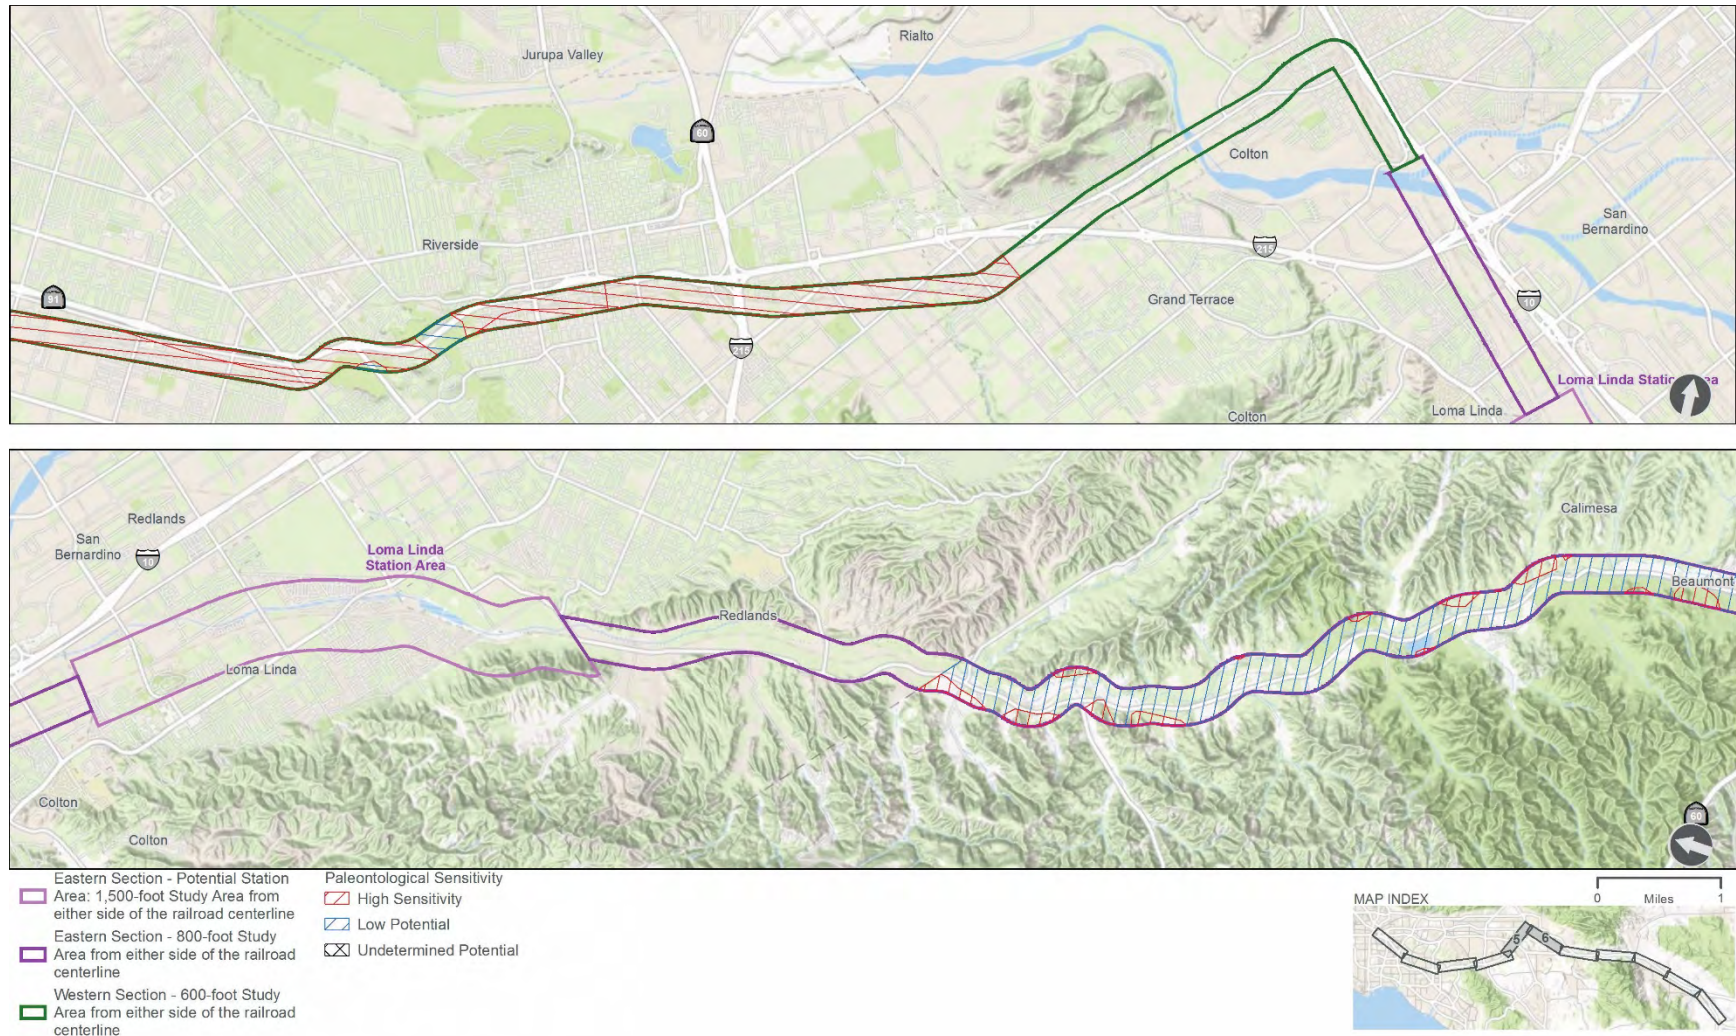 Jurupa Valley
Rialto
60
Colton
Riverside
San
Bernardino
215
91
Grand Terrace
10
215
Loma Linda Station Area
Loma Linda
Colton
Calimesa
Redlands
San
Bernardino
10
Loma Linda
Station Area
Beaumont
Redlands
Loma Linda
Colton
Colton
60
Eastern Section - Potential Station
Area: 1,500-foot Study Area from
either side of the railroad centerline
Eastern Section - 800-foot Study
Area from either side of the railroad
centerline
Western Section - 600-foot Study
Area from either side of the railroad
centerline
Paleontological Sensitivity
High Sensitivity
Low Potential
Undetermined Potential
0 Miles 1
MAP INDEX
5
6